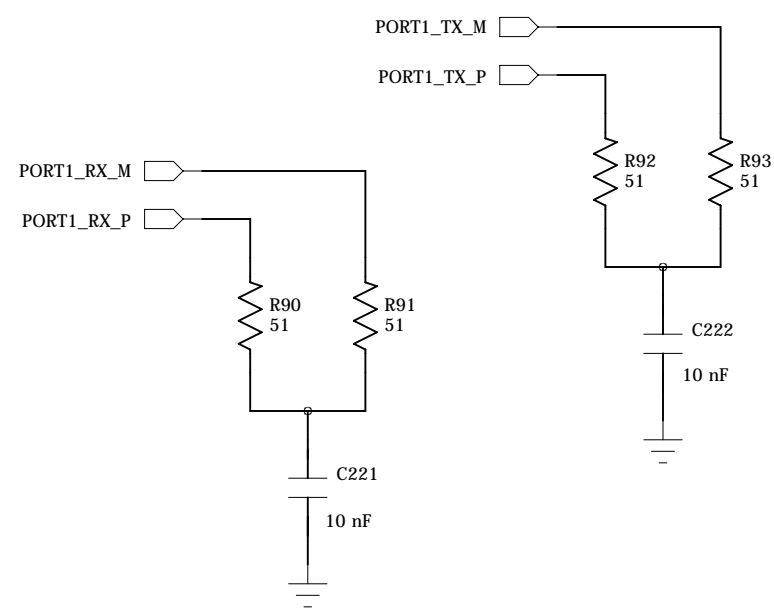 PORT1_TX_M
PORT1_TX_P
R92
51
R93
51
PORT1_RX_M
PORT1_RX_P
R90
51
R91
51
C222
10 nF
C221
10 nF